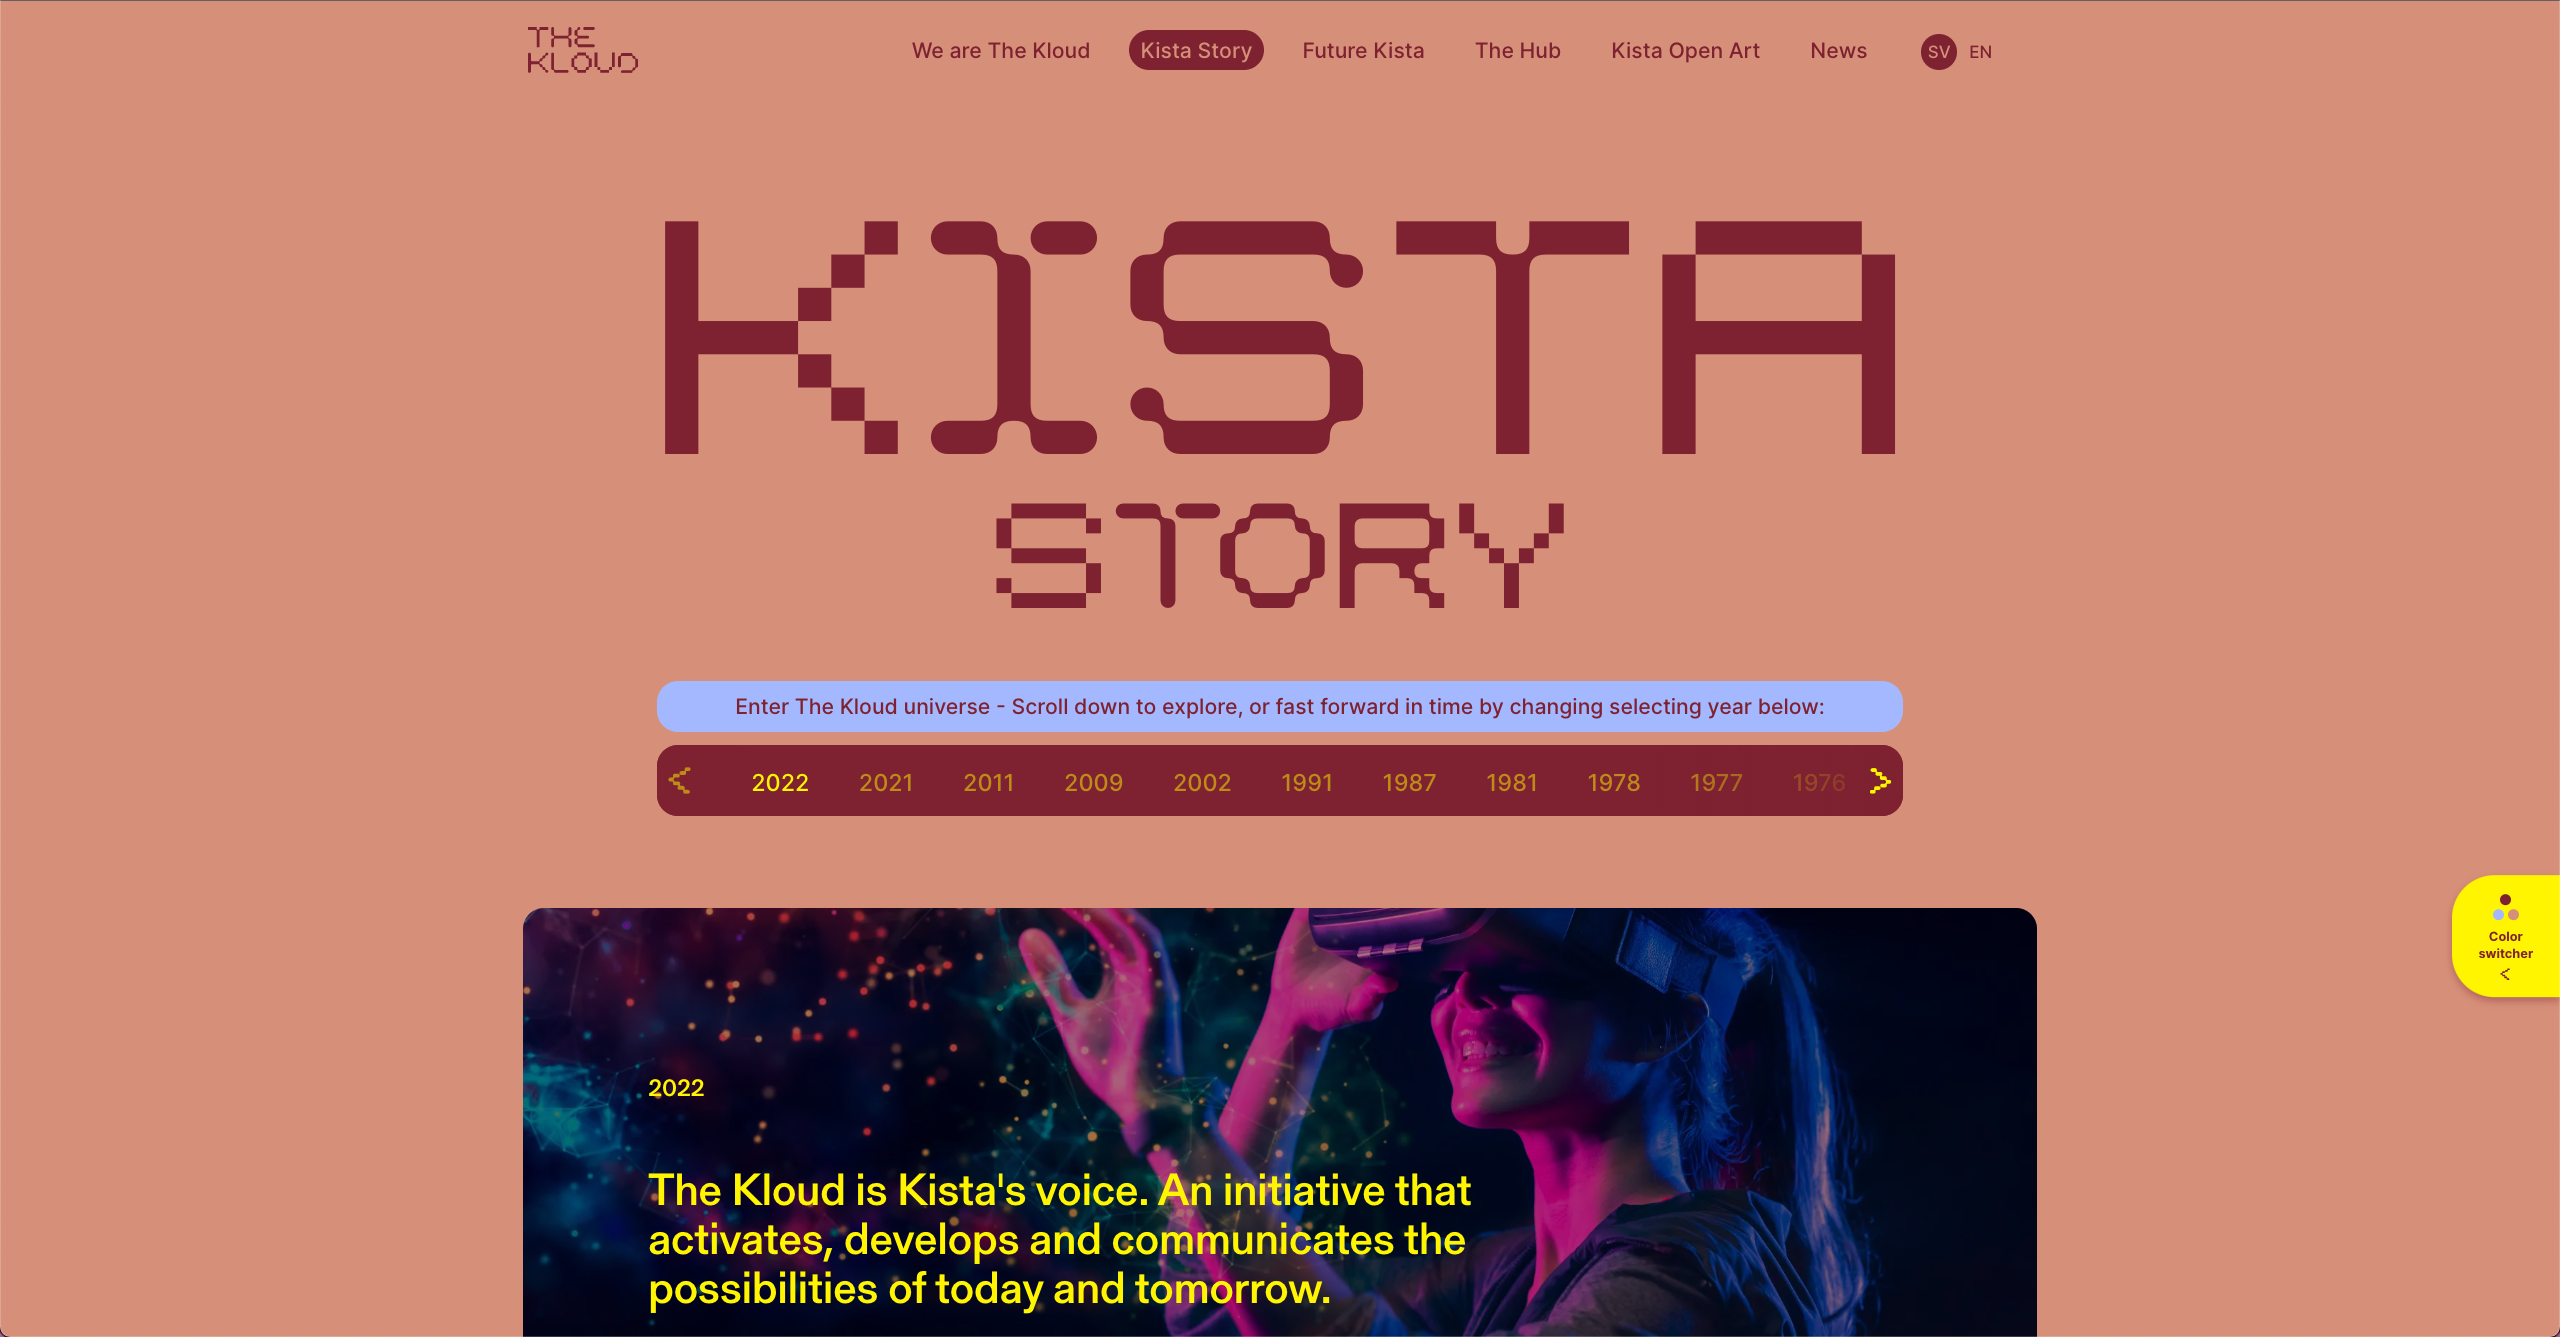 THE
KLOUD
We are The Kloud
Kista Story
Future Kista
The Hub
Kista Open Art
News
SV
EN
KISTA
STORY
Enter The Kloud universe - Scroll down to explore, or fast forward in time by changing selecting year below:
< 2022 2021 2011 2009 2002 1991 1987 1981 1978 1977 1976 >
Color
switcher
<
2022
The Kloud is Kista's voice. An initiative that
activates, develops and communicates the
possibilities of today and tomorrow.